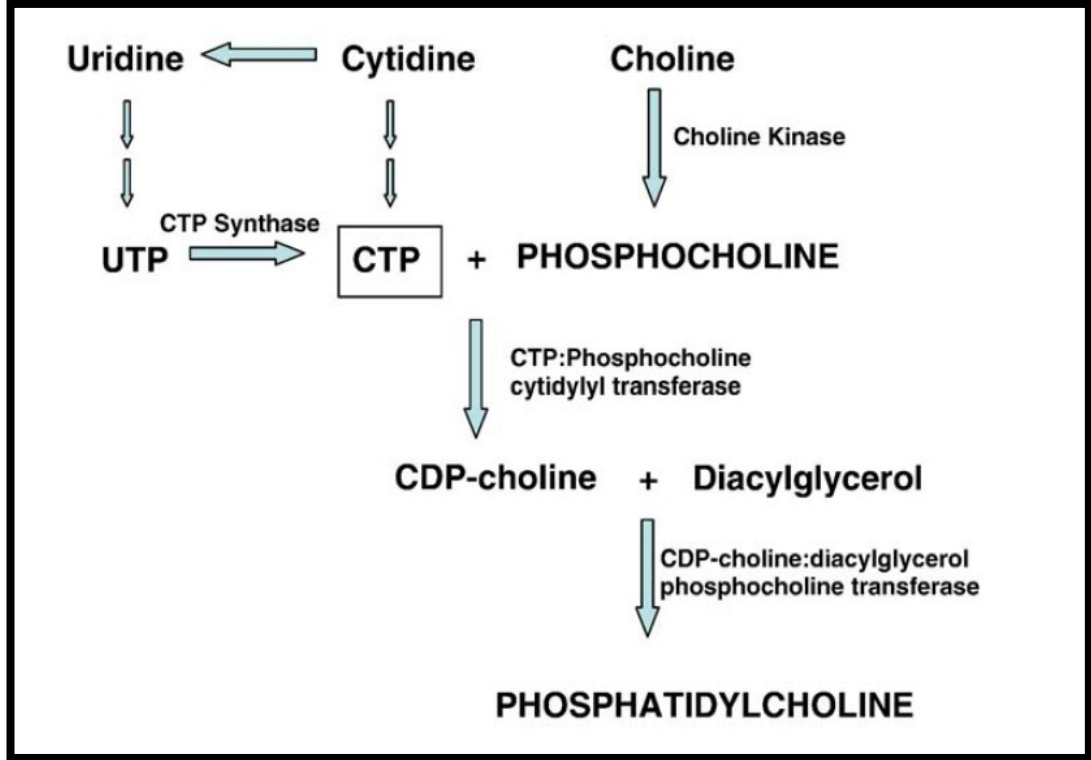 Uridine
Cytidine
Choline
Choline Kinase
CTP Synthase
UTP
CTP
+
PHOSPHOCHOLINE
CTP:Phosphocholine
cytidylyl transferase
CDP-choline
+
Diacylglycerol
CDP-choline:diacylglycerol
phosphocholine transferase
PHOSPHATIDYLCHOLINE